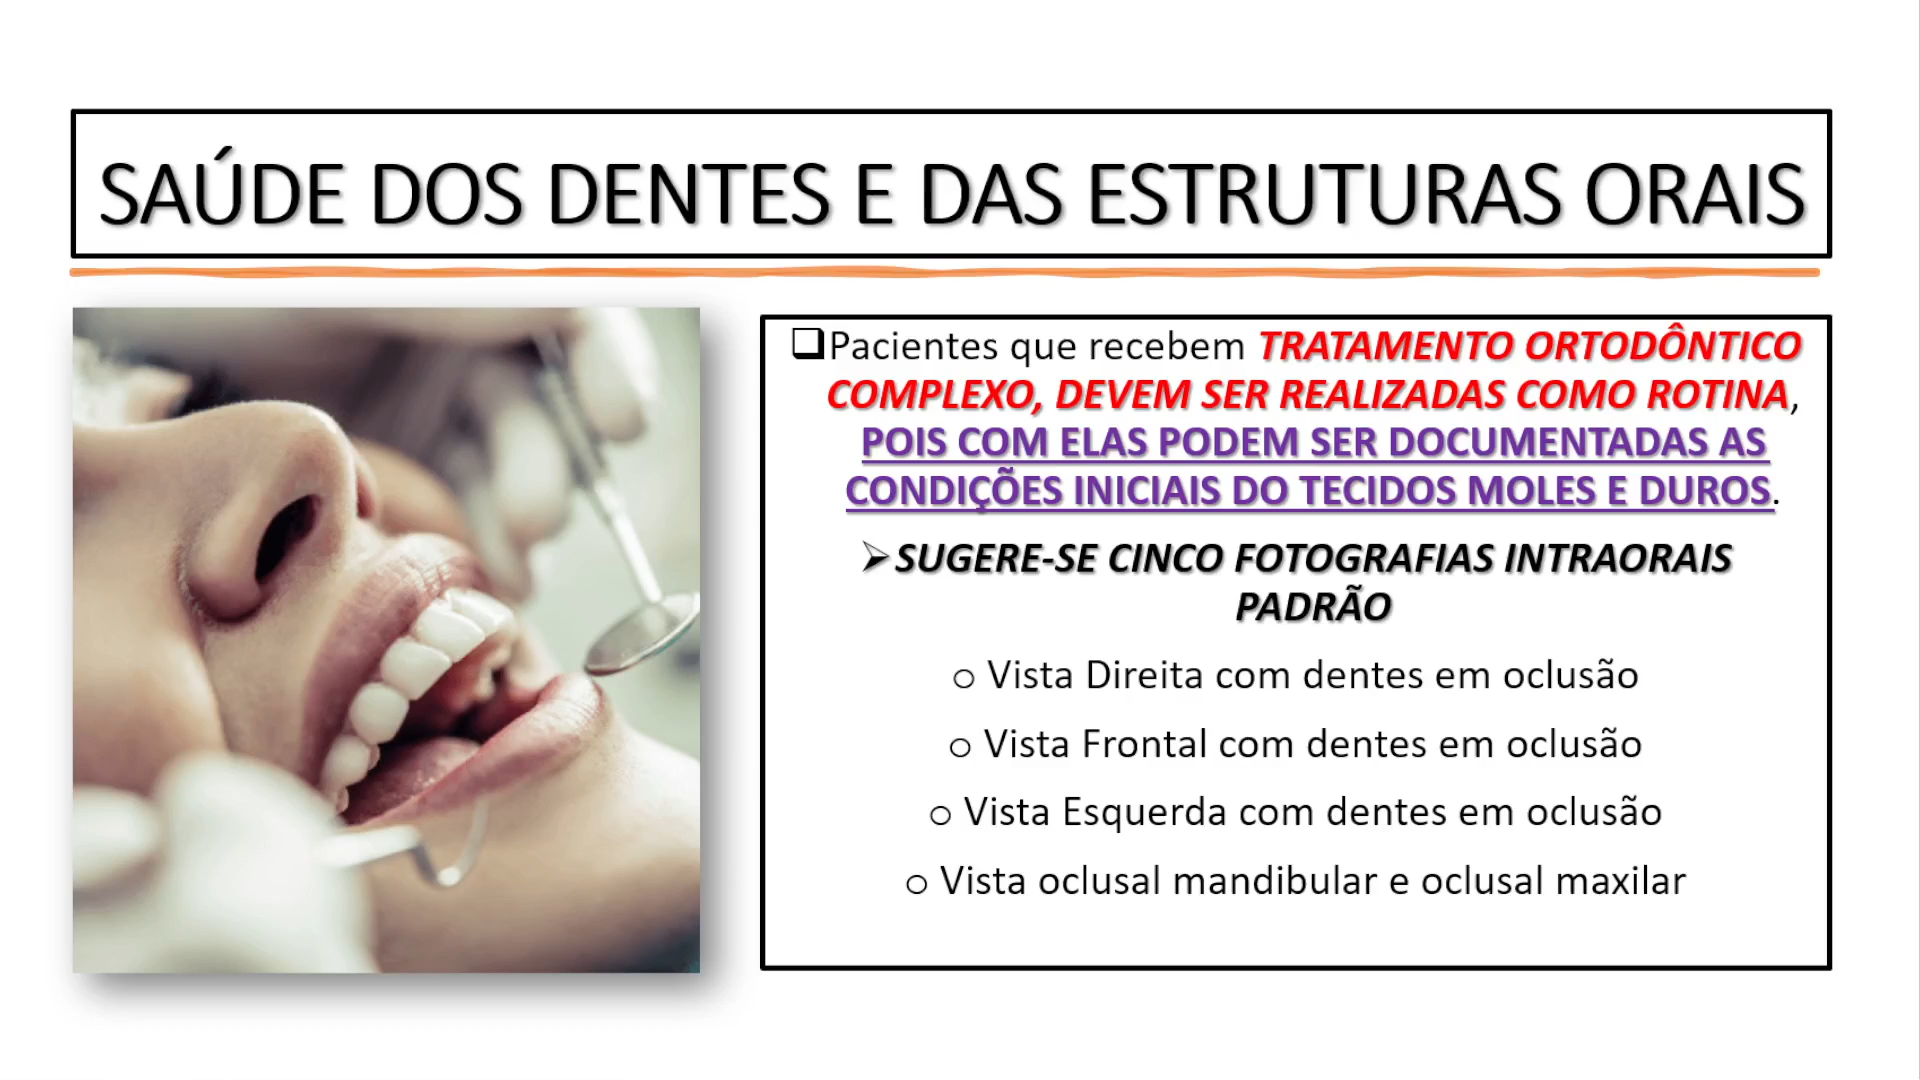 SAÚDE DOS DENTES E DAS ESTRUTURAS ORAIS
❑Pacientes que recebem TRATAMENTO ORTODÔNTICO
COMPLEXO, DEVEM SER REALIZADAS COMO ROTINA,
POIS COM ELAS PODEM SER DOCUMENTADAS AS
CONDIÇÕES INICIAIS DO TECIDOS MOLES E DUROS.
➢SUGERE-SE CINCO FOTOGRAFIAS INTRAORAIS
PADRÃO
o Vista Direita com dentes em oclusão
o Vista Frontal com dentes em oclusão
o Vista Esquerda com dentes em oclusão
o Vista oclusal mandibular e oclusal maxilar